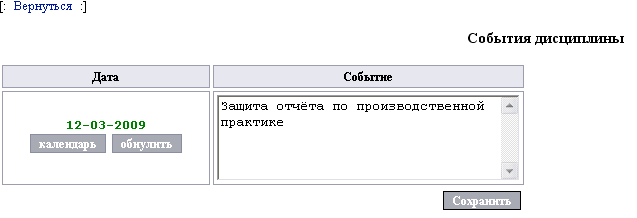 [: Вернуться :]
События дисциплины
Дата
Событие
12-03-2009
календарь
обнулить
Защита отчёта по производственной
практике
Сохранить